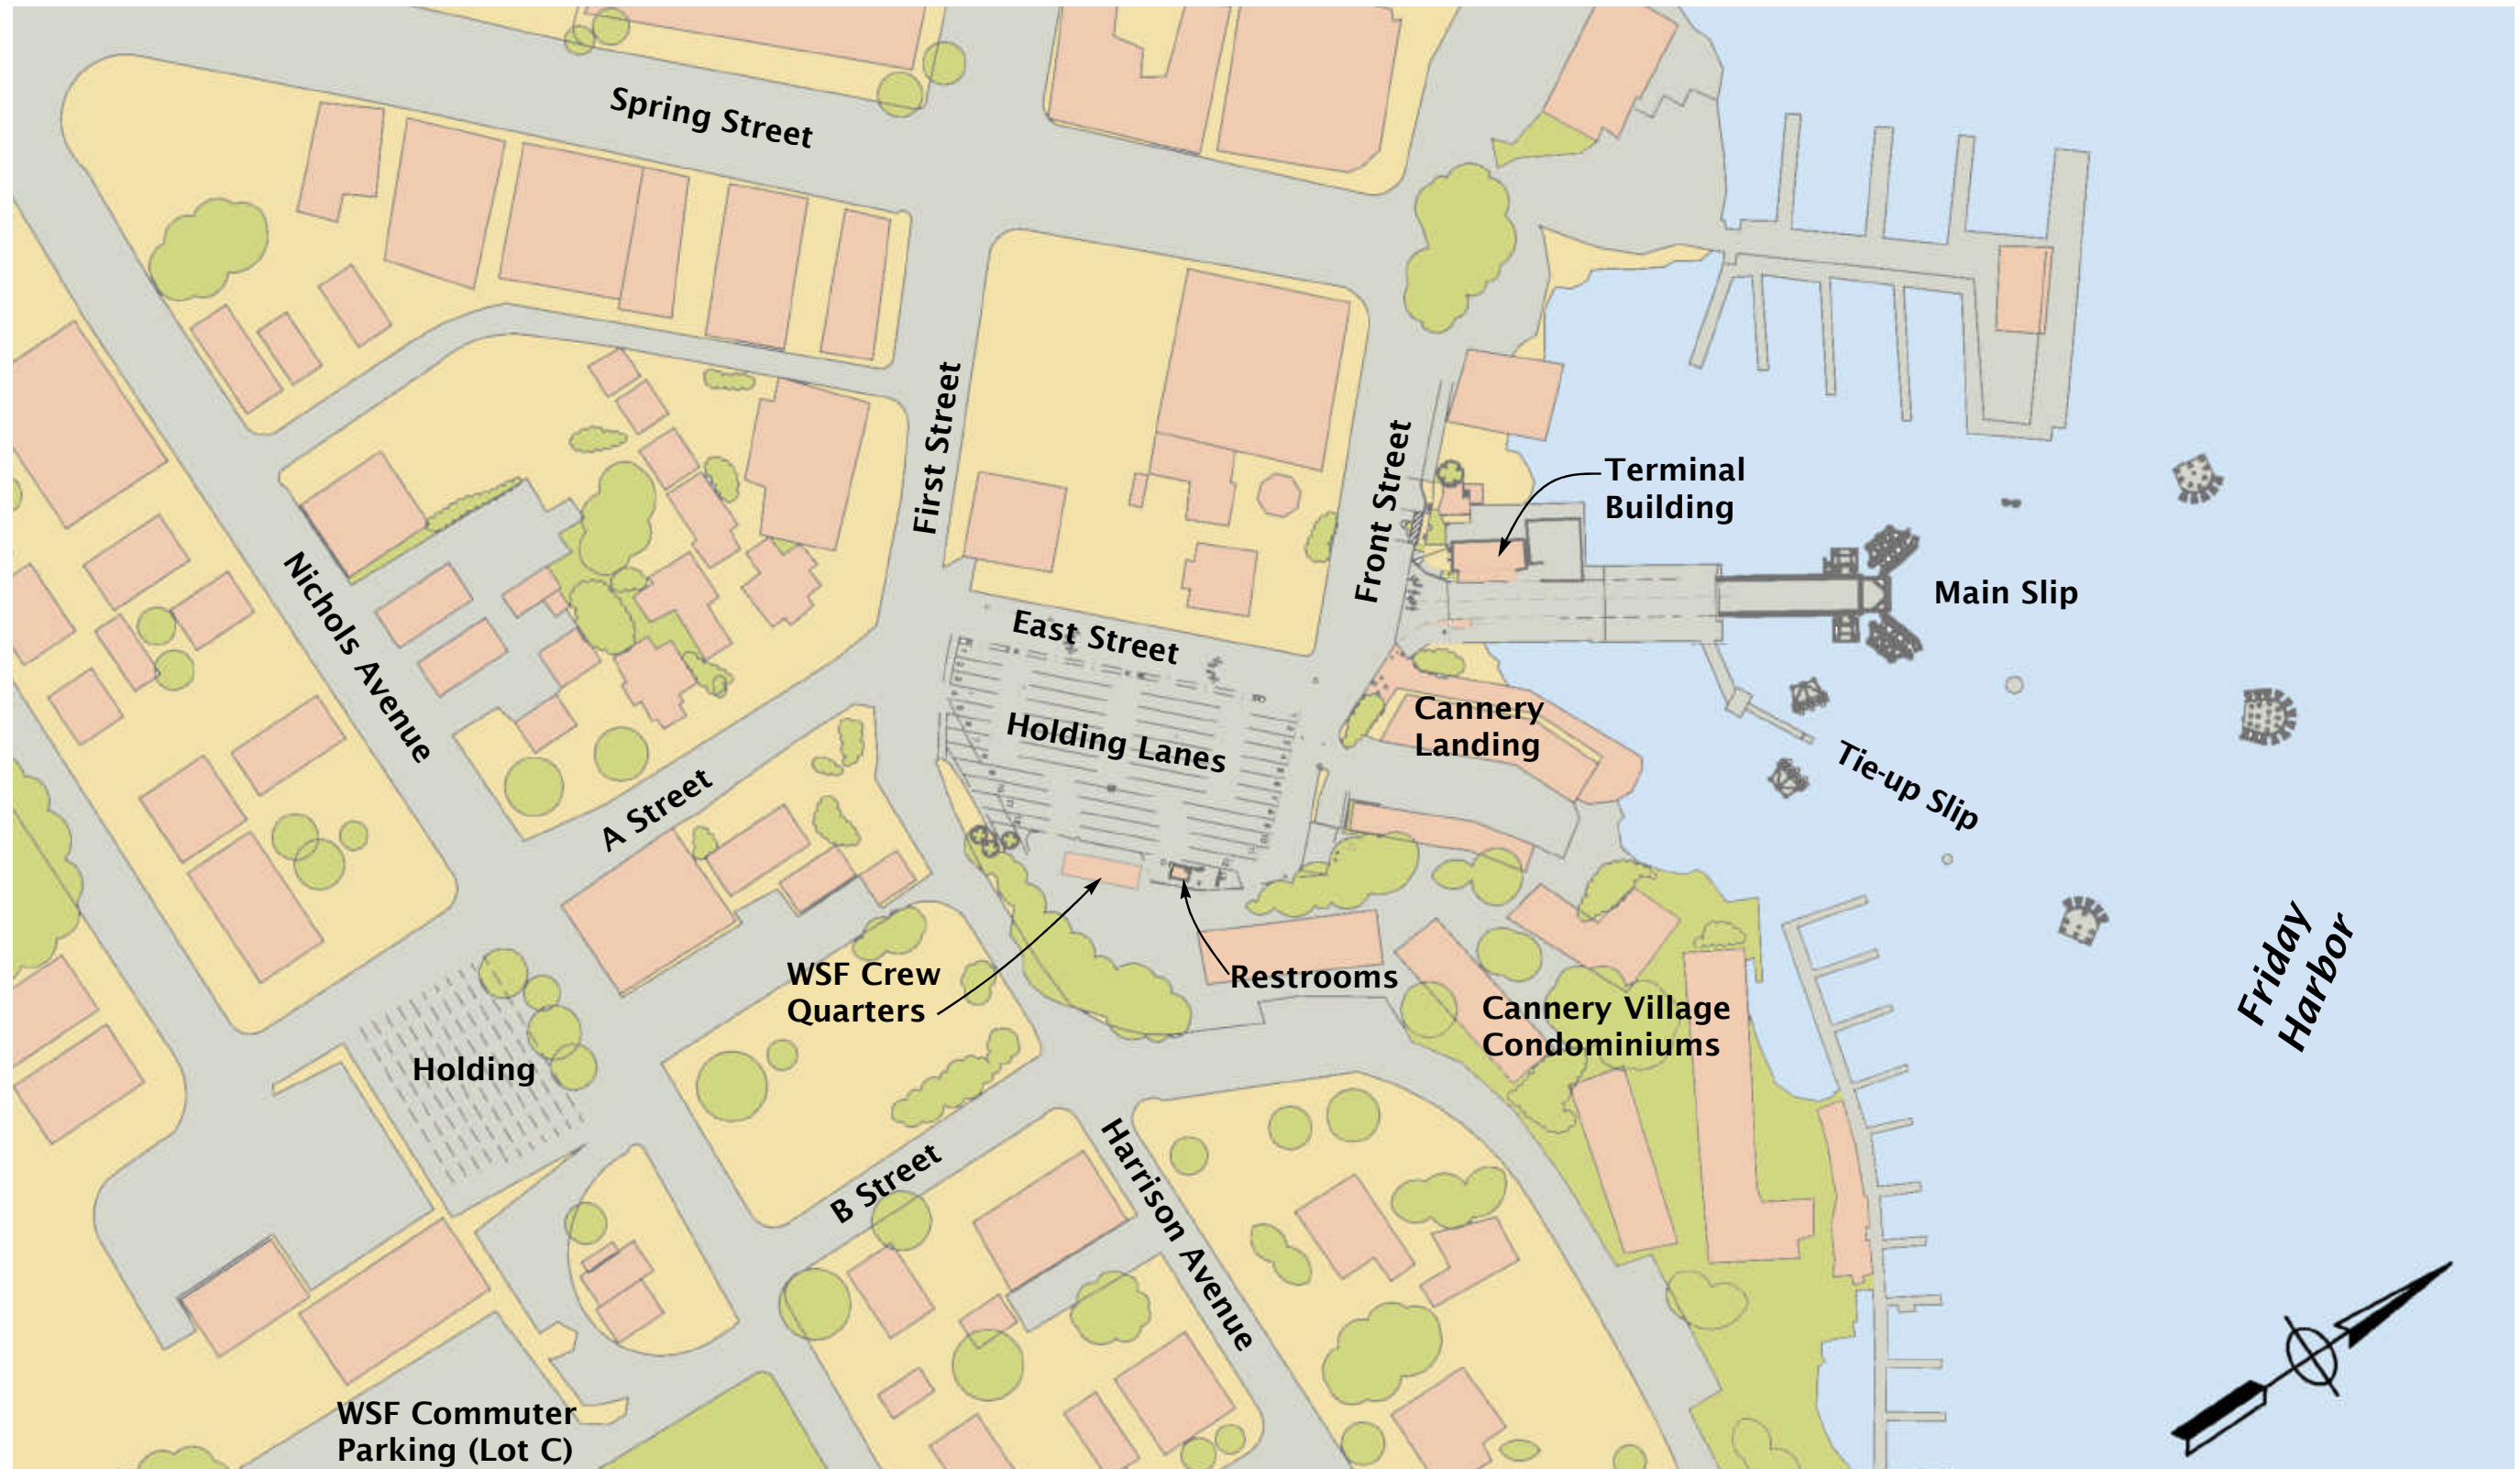 Spring Street
First Street
Front Street
Terminal
Building
Main Slip
East Street
Nichols Avenue
Holding Lanes
Cannery
Landing
Tie-up Slip
A Street
WSF Crew
Quarters
Restrooms
Friday
Harbor
Cannery Village
Condominiums
Holding
B Street
Harrison Avenue
WSF Commuter
Parking (Lot C)